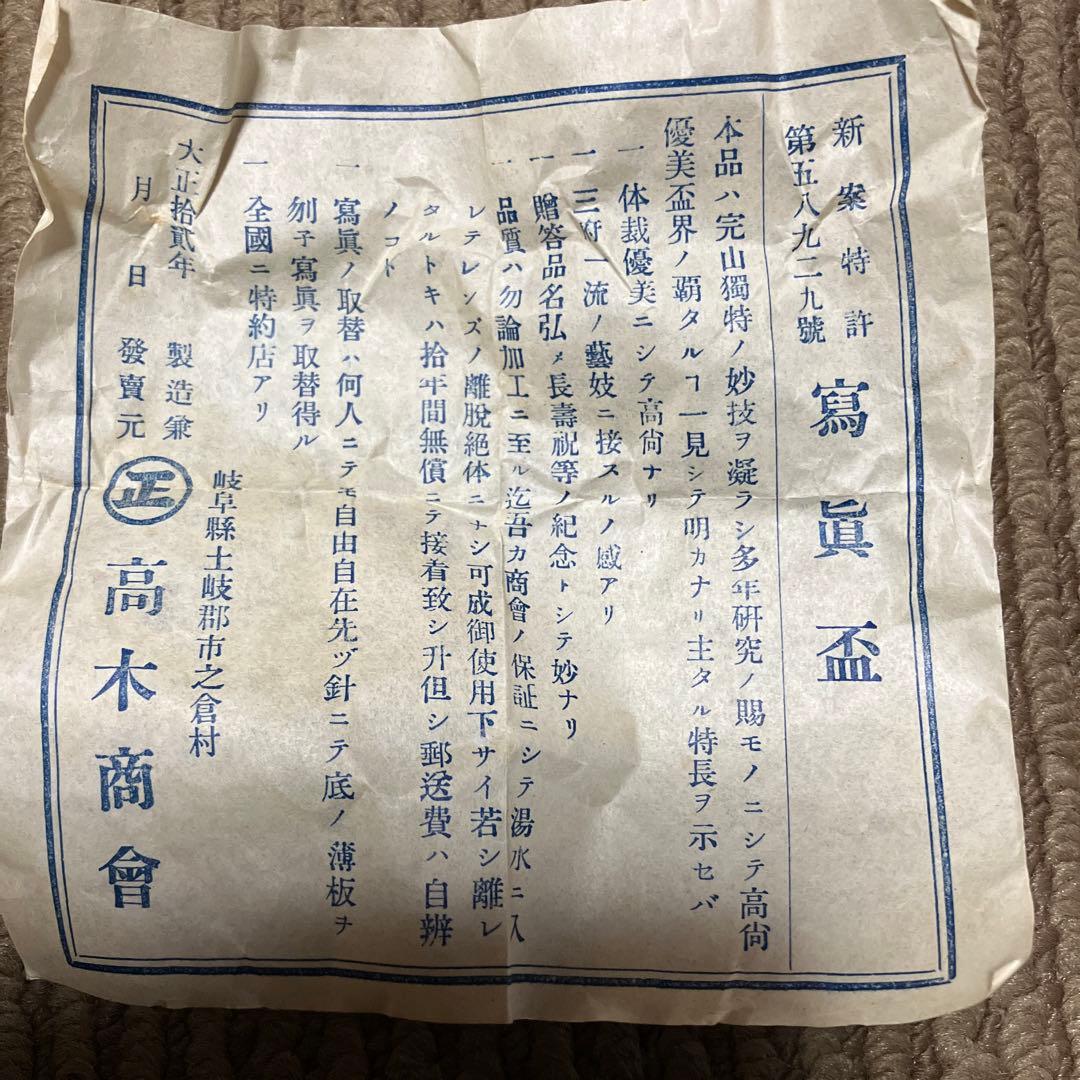 新案特許
第五八九二九號
寫眞盃
本品ハ完山獨特ノ妙技ヲ凝ラシ多年硏究ノ賜モノニシテ高尙
優美盃界ノ覇タルヿ一見シテ明カナリ主タル特長ヲ示セバ
一 体裁優美ニシテ高尙ナリ
一 三府一流ノ藝妓ニ接スルノ感アリ
一 贈答品名弘メ長壽祝等ノ紀念トシテ妙ナリ
一 品質ハ勿論加工ニ至ル迄吾カ商會ノ保証ニシテ湯水ニ入
レテレンズノ離脱絕体ニナシ可成御使用下サイ若シ離レ
タルトキハ拾年間無償ニテ接着致シ升但シ郵送費ハ自辨
ノコト
一 寫眞ノ取替ハ何人ニテモ自由自在先ヅ針ニテ底ノ薄板ヲ
刎子寫眞ヲ取替得ル
一 全國ニ特約店アリ
大正拾貳年
月 日
製造兼
發賣元
岐阜縣土岐郡市之倉村
正 高木商會